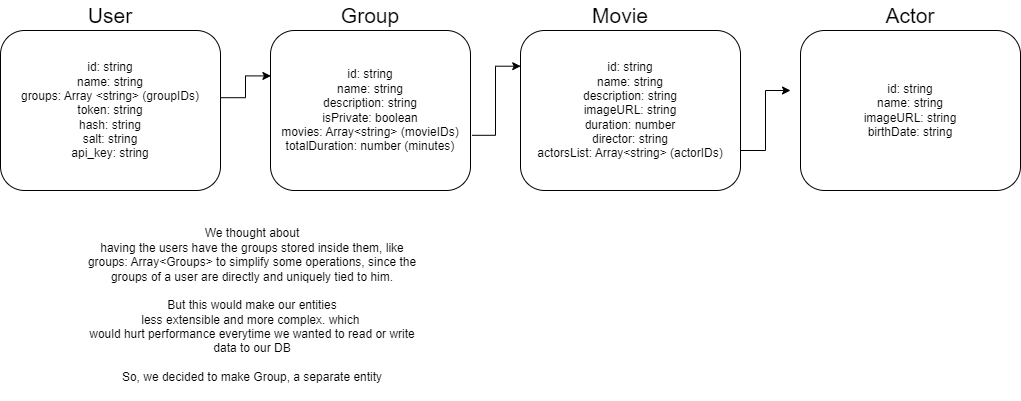 User
id: string
name: string
groups: Array <string> (groupIDs)
token: string
hash: string
salt: string
api_key: string
Group
id: string
name: string
description: string
isPrivate: boolean
movies: Array<string> (movieIDs)
totalDuration: number (minutes)
Movie
id: string
name: string
description: string
imageURL: string
duration: number
director: string
actorsList: Array<string> (actorIDs)
Actor
id: string
name: string
imageURL: string
birthDate: string
We thought about
having the users have the groups stored inside them, like
groups: Array<Groups> to simplify some operations, since the
groups of a user are directly and uniquely tied to him.
But this would make our entities
less extensible and more complex. which
would hurt performance everytime we wanted to read or write
data to our DB
So, we decided to make Group, a separate entity